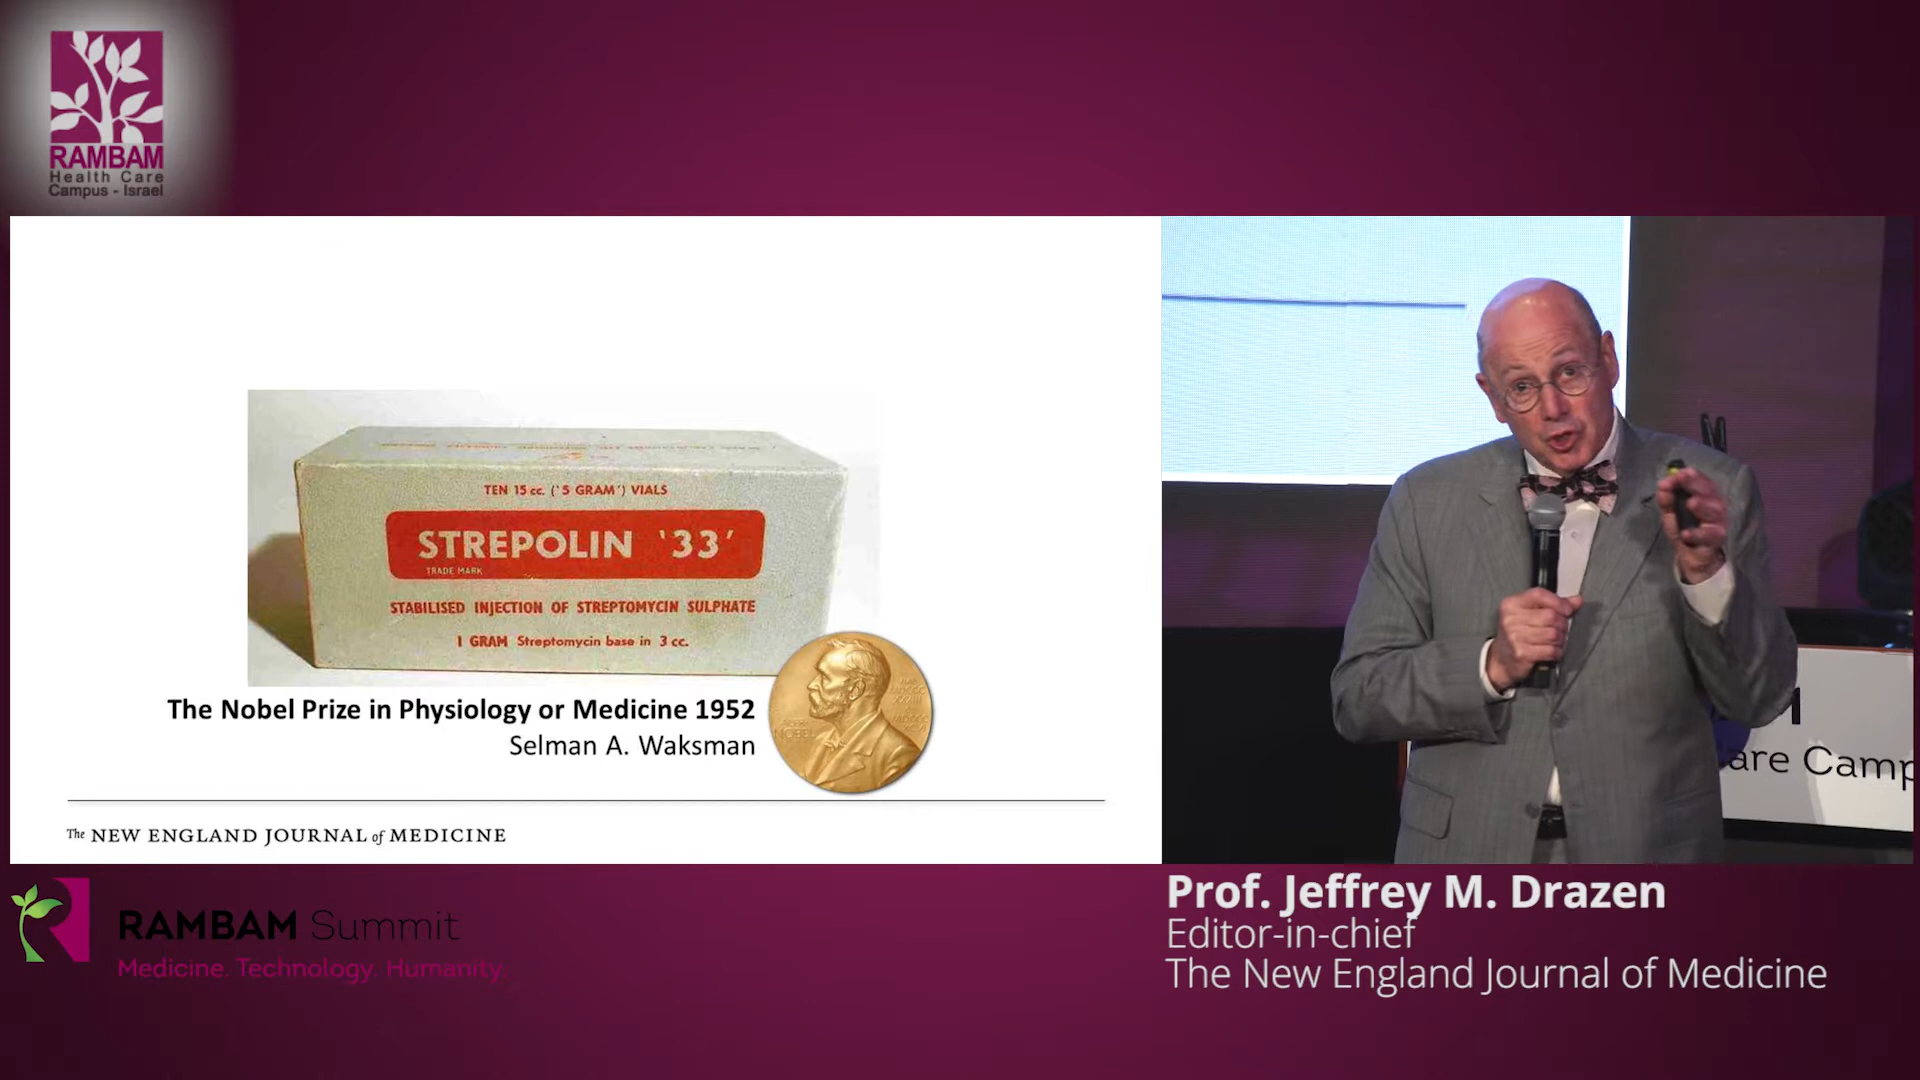 RAMBAM
Health Care
Campus - Israel
TEN 15 cc. ('5 GRAM') VIALS
STREPOLIN '33'
TRADE MARK
STABILISED INJECTION OF STREPTOMYCIN SULPHATE
1 GRAM Streptomycin base in 3 cc.
The Nobel Prize in Physiology or Medicine 1952
Selman A. Waksman
The NEW ENGLAND JOURNAL of MEDICINE
are Camp
RAMBAM Summit
Medicine. Technology. Humanity.
Prof. Jeffrey M. Drazen
Editor-in-chief
The New England Journal of Medicine